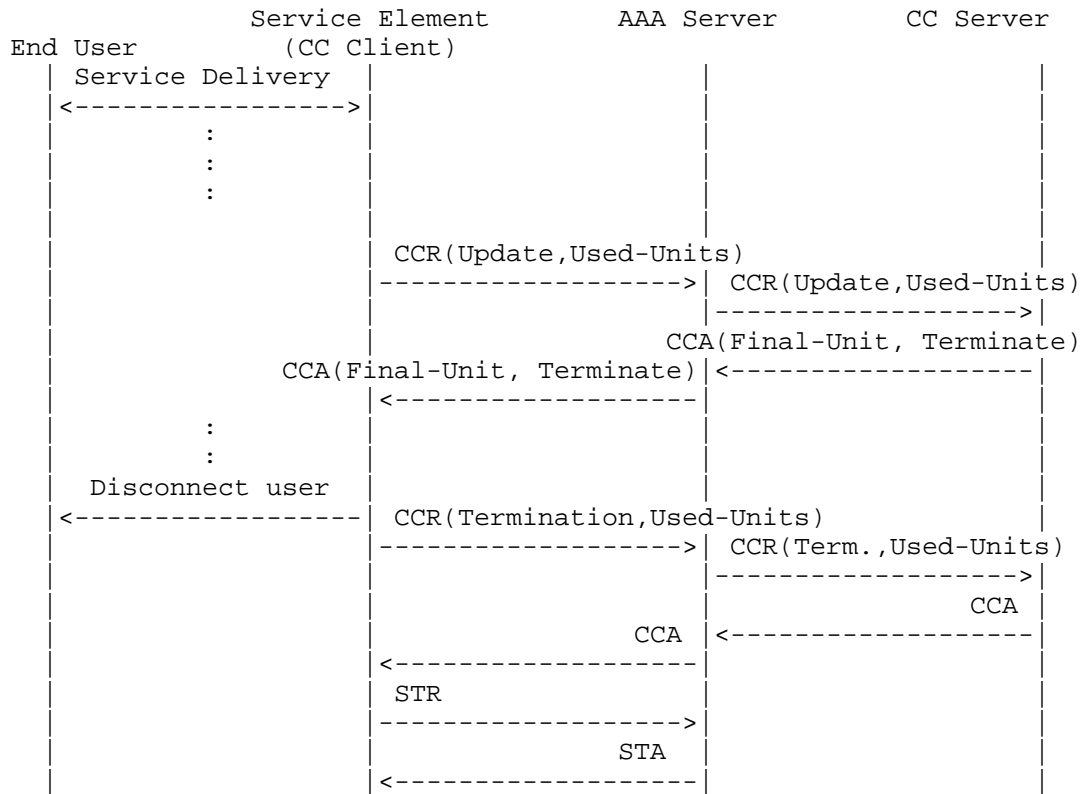 Service Element AAA Server CC Server
End User (CC Client)
Service Delivery
:
:
:
CCR(Update,Used-Units)
CCR(Update,Used-Units)
CCA(Final-Unit, Terminate)
CCA(Final-Unit, Terminate)
:
:
Disconnect user
CCR(Termination,Used-Units)
CCR(Term.,Used-Units)
CCA
CCA
STR
STA